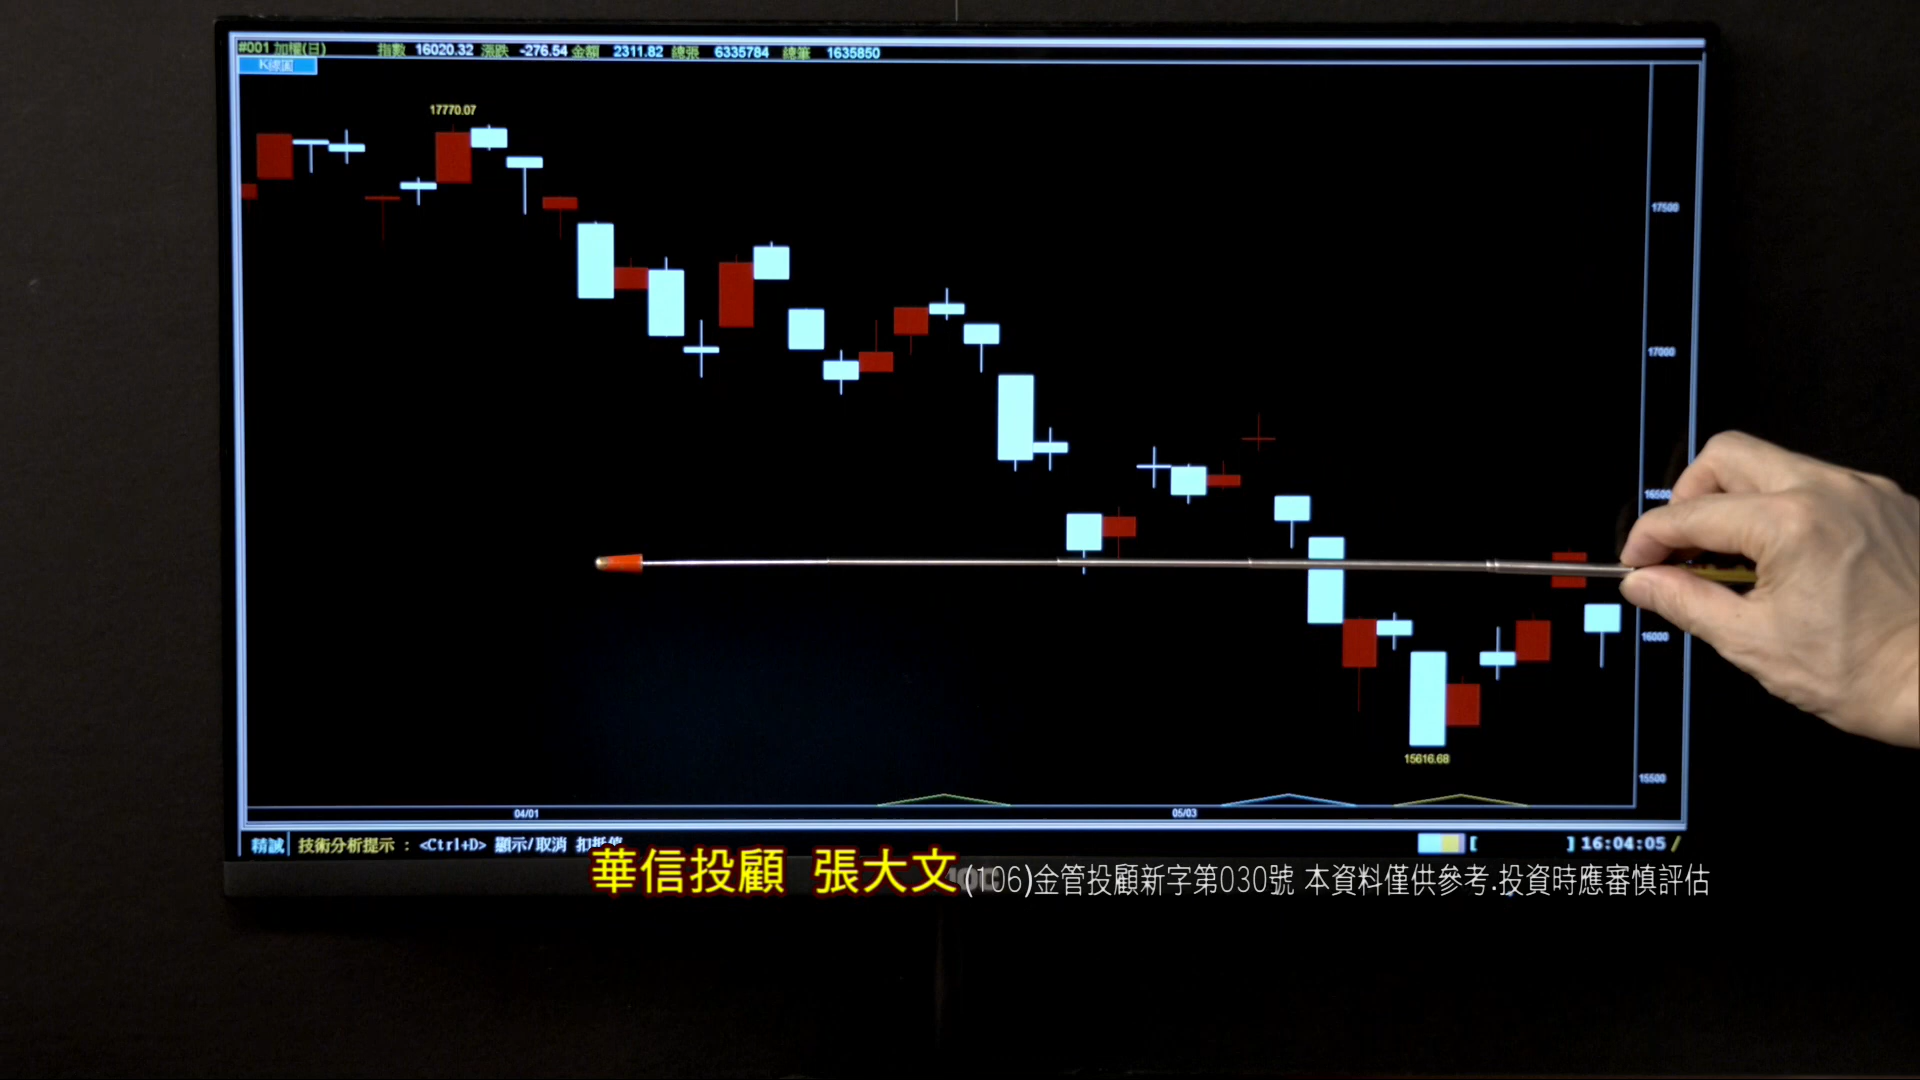 #001 加權(日) 指數 16020.32 漲跌 -276.54 金額 2311.82 總張 6335784 總筆 1635850
K線圖
17770.07
17500
17000
16500
16000
15616.68
15500
04/01 05/03
精誠 技術分析提示 : <Ctrl+D> 顯示/取消 扣抵值
[ ] 16:04:05
華信投顧 張大文 (106)金管投顧新字第030號 本資料僅供參考.投資時應審慎評估